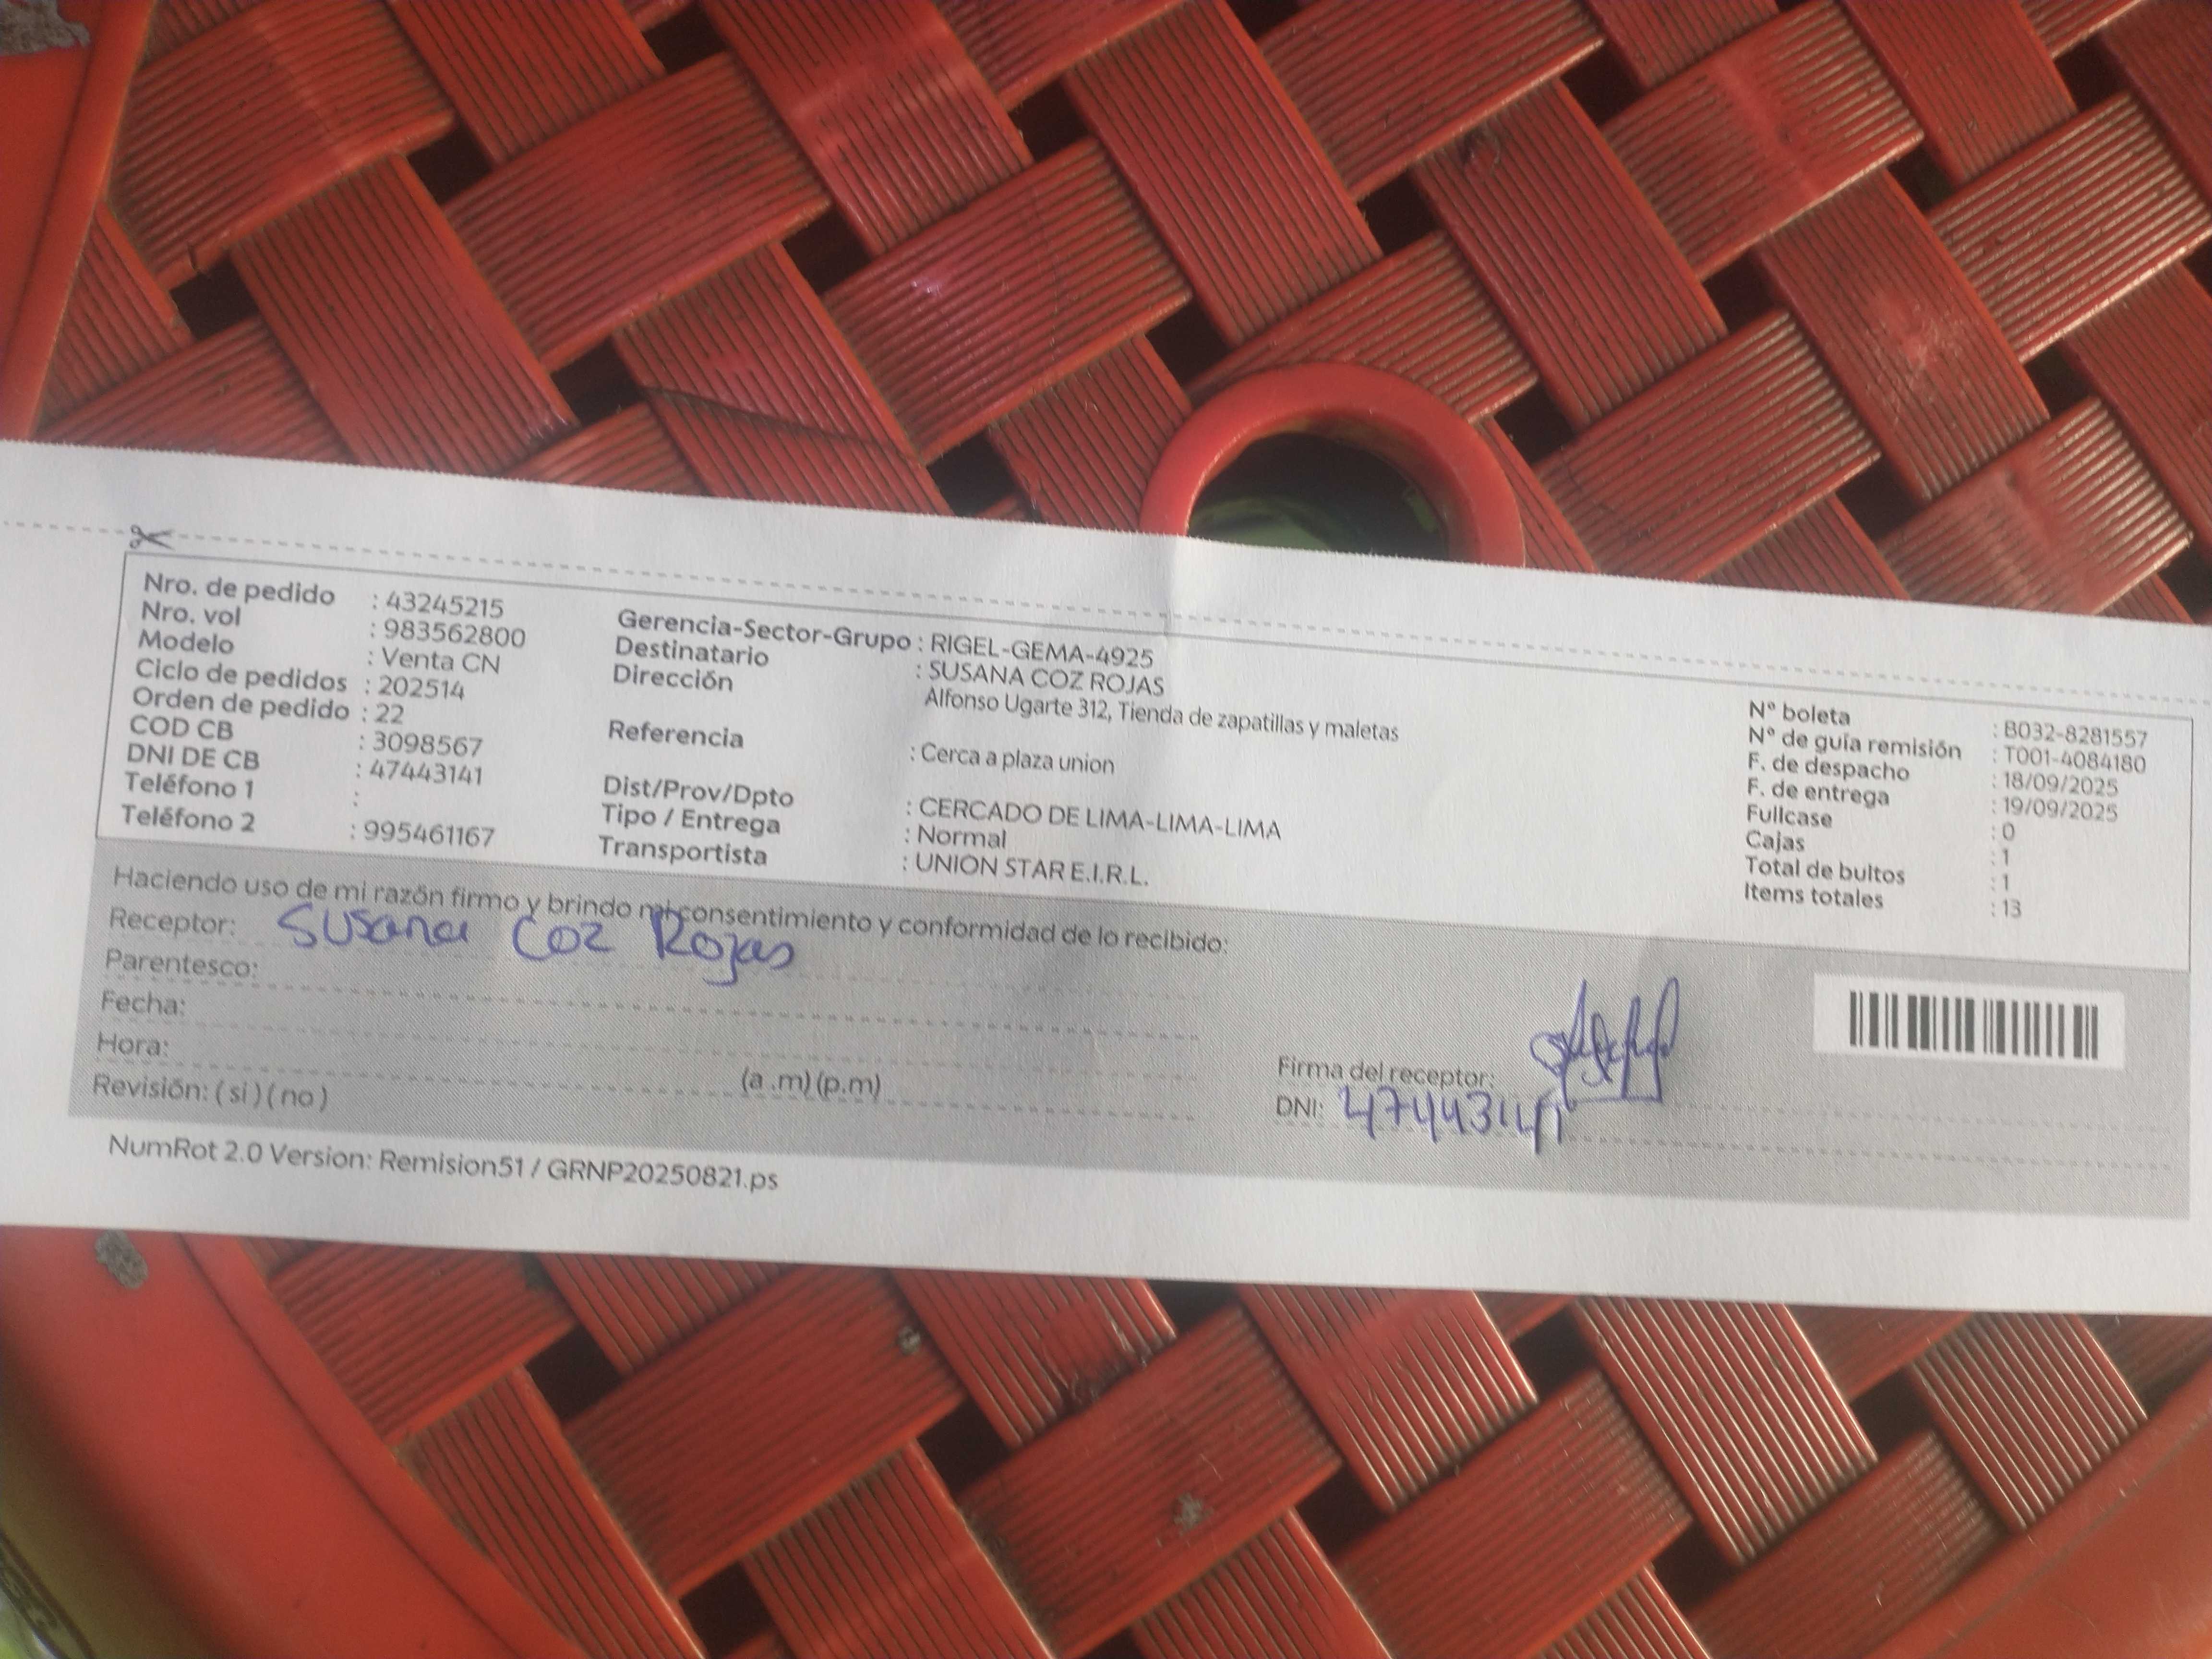 Nro. de pedido : 43245215
Nro. vol : 983562800
Modelo : Venta CN
Ciclo de pedidos : 202514
Orden de pedido : 22
COD CB : 3098567
DNI DE CB : 47443141
Teléfono 1 :
Teléfono 2 : 995461167
Gerencia-Sector-Grupo : RIGEL-GEMA-4925
Destinatario : SUSANA COZ ROJAS
Dirección Alfonso Ugarte 312, Tienda de zapatillas y maletas
Referencia : Cerca a plaza union
Dist/Prov/Dpto : CERCADO DE LIMA-LIMA-LIMA
Tipo / Entrega : Normal
Transportista : UNION STAR E.I.R.L.
N° boleta : B032-8281557
N° de guía remisión : T001-4084180
F. de despacho : 18/09/2025
F. de entrega : 19/09/2025
Fullcase : 0
Cajas : 1
Total de bultos : 1
Items totales : 13
Haciendo uso de mi razón firmo y brindo mi consentimiento y conformidad de lo recibido:
Receptor: Susana Coz Rojas
Parentesco:
Fecha:
Hora: (a .m) (p.m)
Revisión: ( si ) ( no )
Firma del receptor:
DNI: 47443141
NumRot 2.0 Version: Remision51 / GRNP20250821.ps